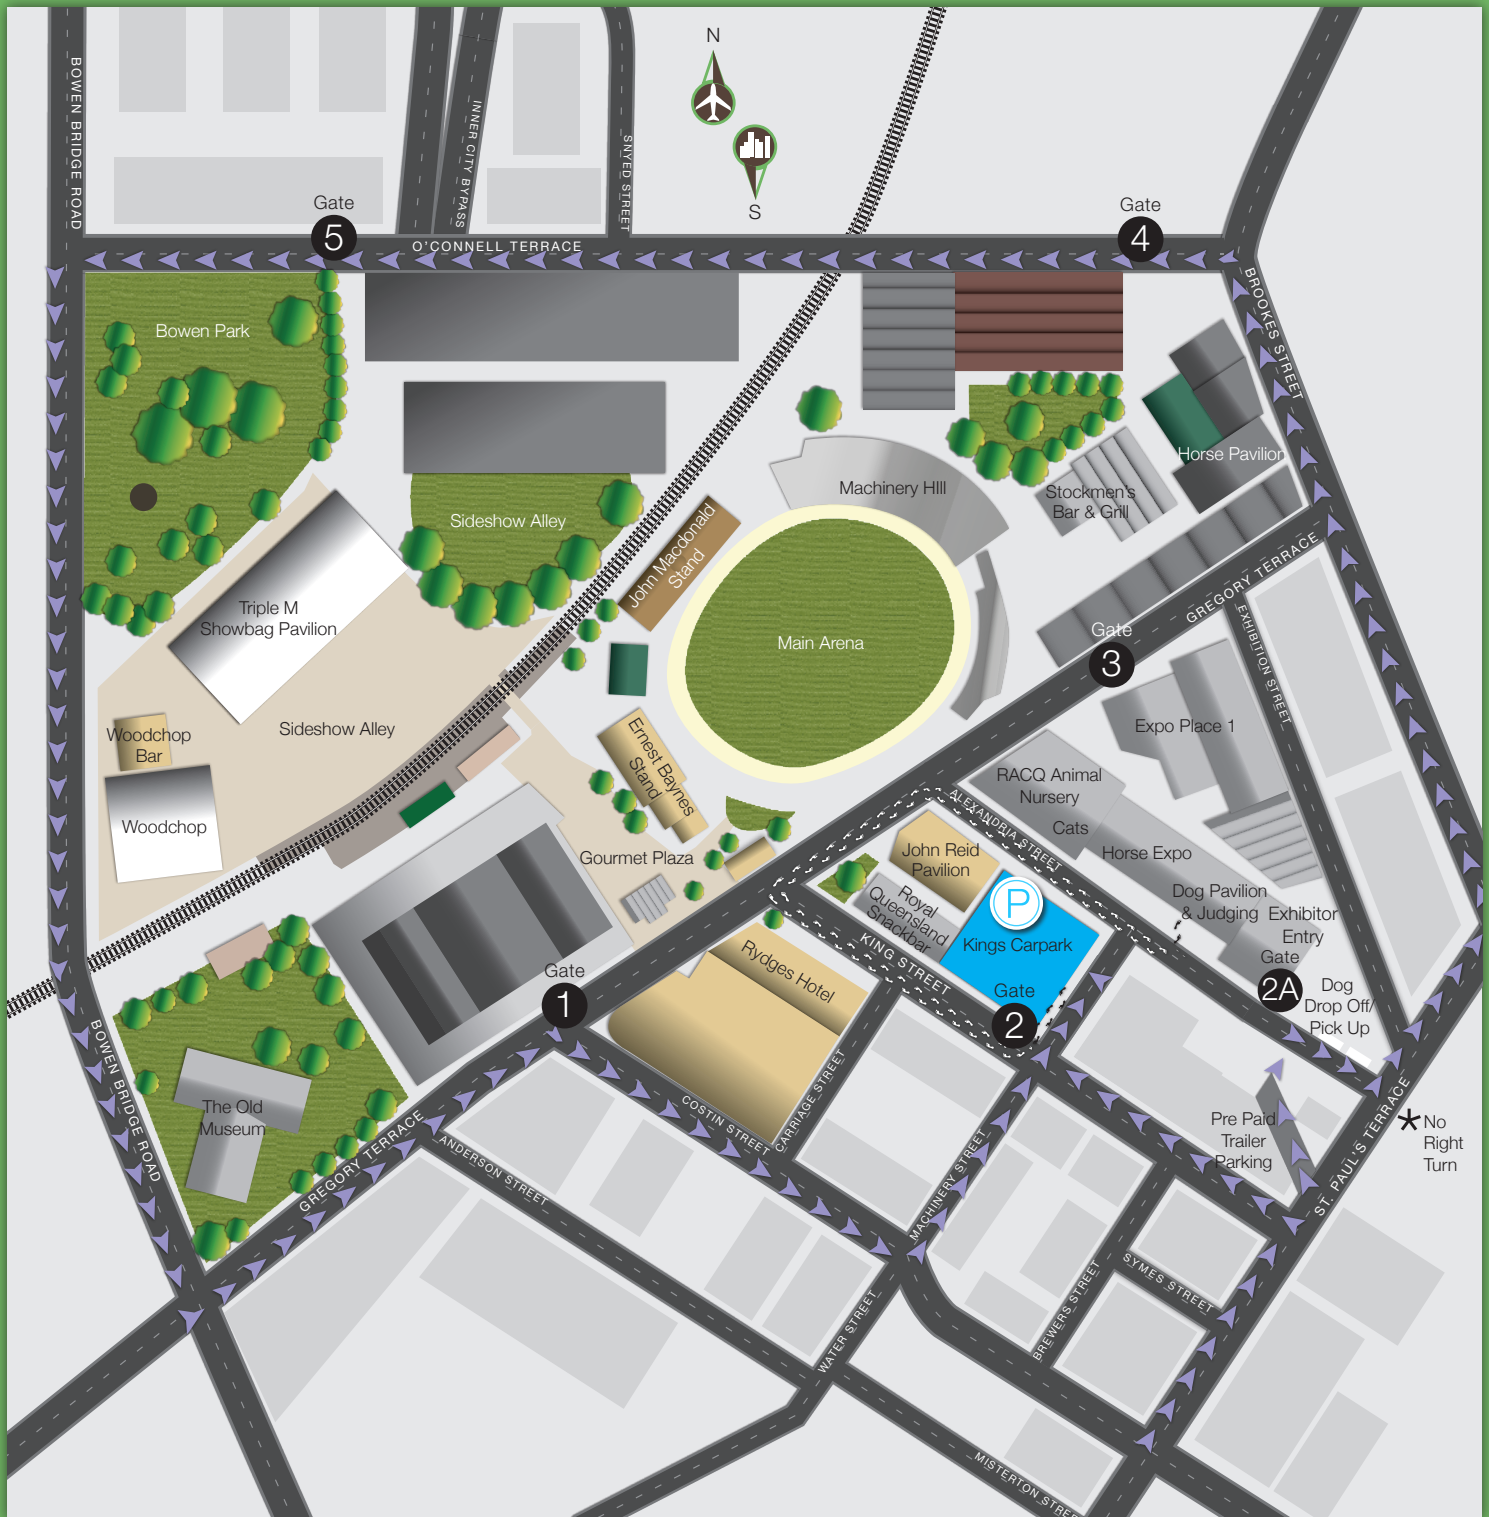 N
S
BOWEN BRIDGE ROAD
INNER CITY BYPASS
SNYED STREET
Gate
5
O'CONNELL TERRACE
Gate
4
BROOKES STREET
Bowen Park
Horse Pavilion
Machinery HIll
Stockmen's
Bar & Grill
Sideshow Alley
John Macdonald
Stand
GREGORY TERRACE
EXHIBITION STREET
Triple M
Showbag Pavilion
Main Arena
Gate
3
Woodchop
Bar
Sideshow Alley
Ernest Baynes
Stand
Expo Place 1
RACQ Animal
Nursery
Cats
ALEXANDRIA STREET
Woodchop
Horse Expo
Gourmet Plaza
John Reid
Pavilion
Dog Pavilion
& Judging
Royal
Queensland
Snackbar
P
Kings Carpark
Exhibitor
Entry
KING STREET
Rydges Hotel
Gate
1
Gate
2
Gate
2A
Dog
Drop Off/
Pick Up
BOWEN BRIDGE ROAD
The Old
Museum
GREGORY TERRACE
ANDERSON STREET
COSTIN STREET
CARRIAGE STREET
MACHINERY STREET
Pre Paid
Trailer
Parking
ST. PAUL'S TERRACE
*No
Right
Turn
SYMES STREET
BREWERS STREET
WATER STREET
MISTERTON STREET